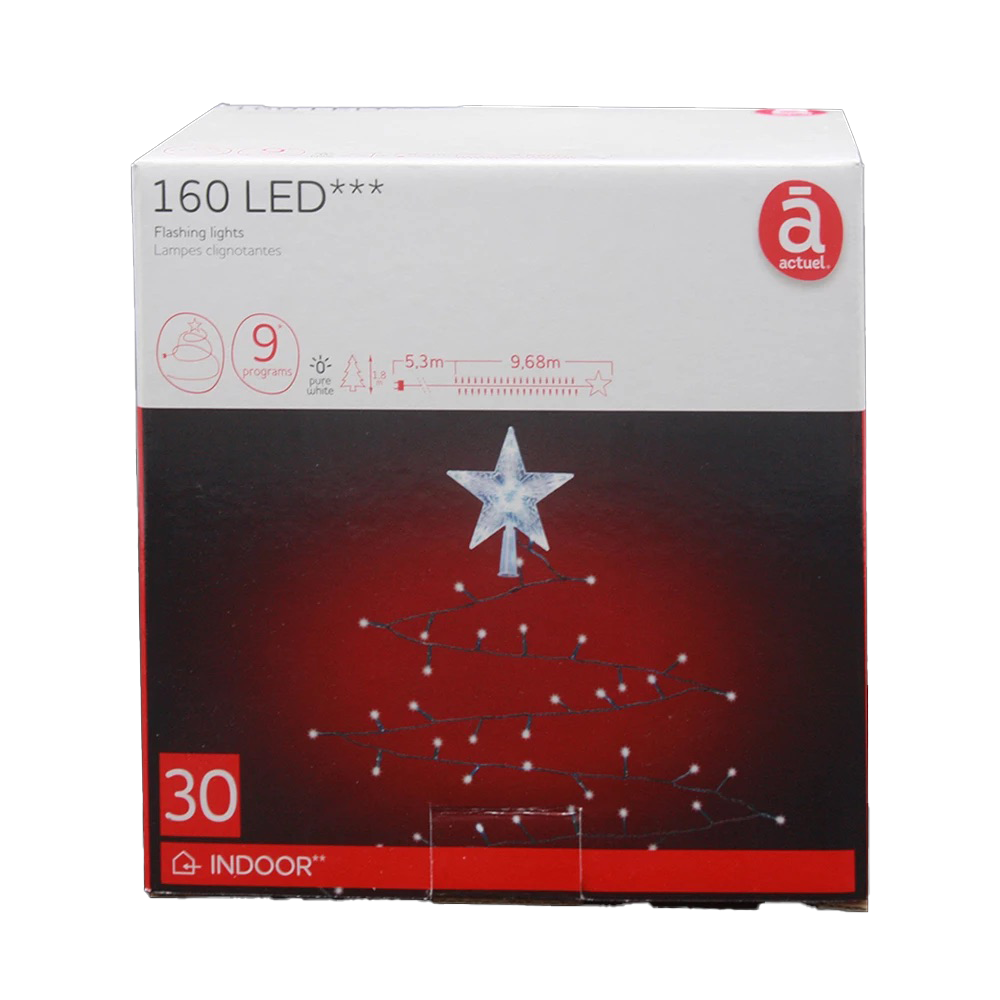 160 LED***
Flashing lights
Lampes clignotantes
ā
actuel®
9*
programs
pure
white
1,8
m
5,3m
9,68m
30
INDOOR**